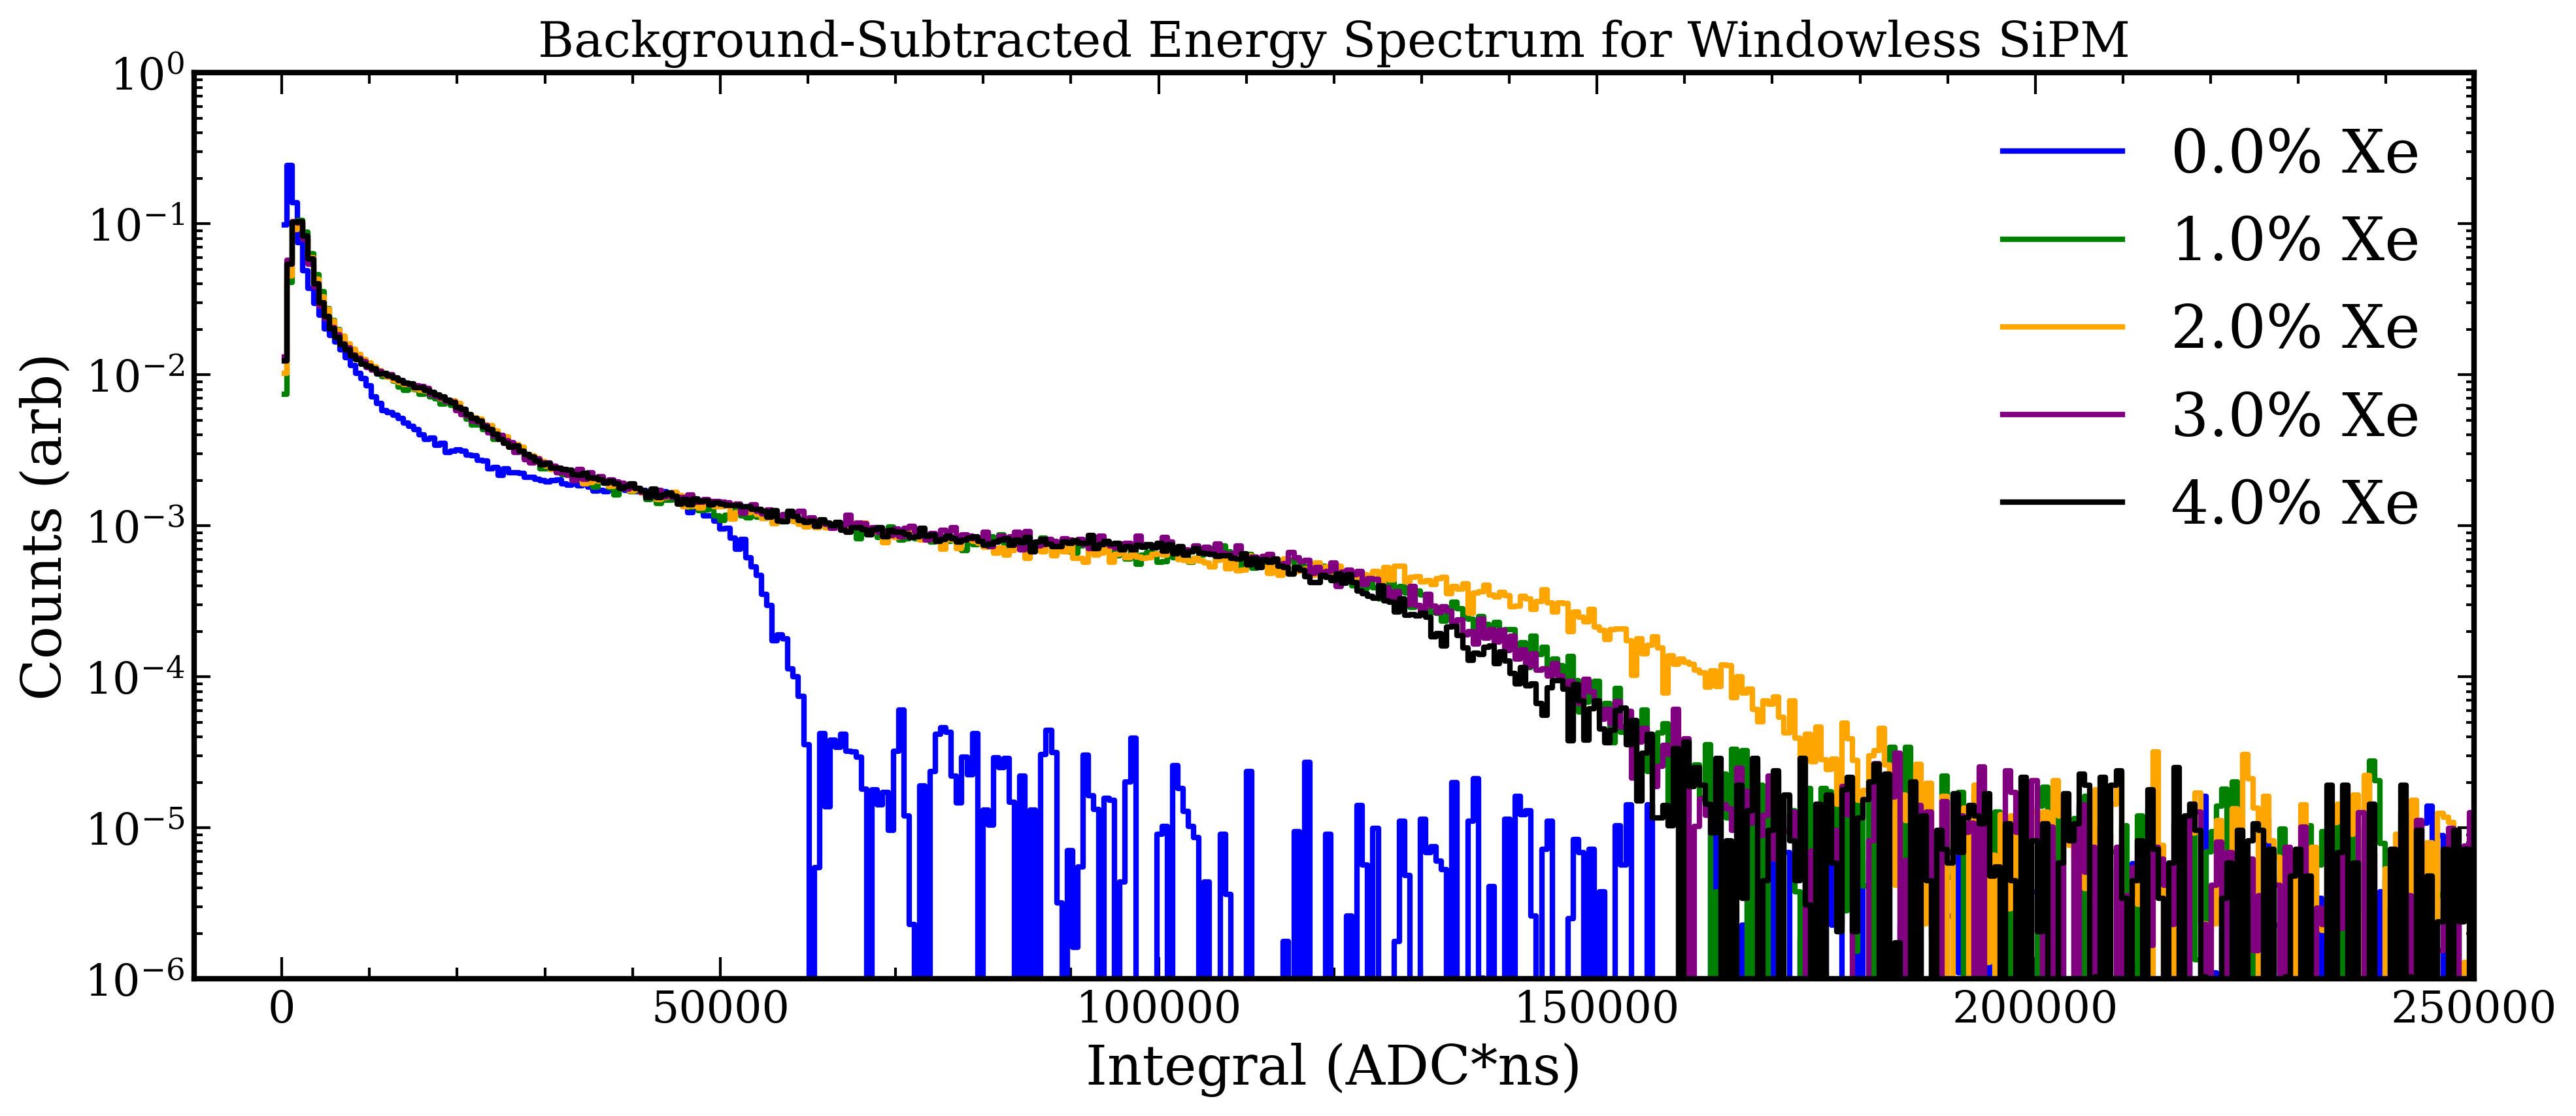 Background-Subtracted Energy Spectrum for Windowless SiPM
10⁰
10⁻¹
10⁻²
10⁻³
10⁻⁴
10⁻⁵
10⁻⁶
Counts (arb)
0.0% Xe
1.0% Xe
2.0% Xe
3.0% Xe
4.0% Xe
0 50000 100000 150000 200000 250000
Integral (ADC*ns)